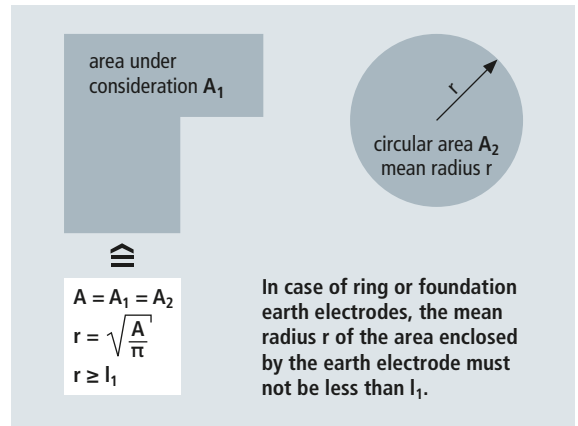 area under
consideration A₁
r
circular area A₂
mean radius r
≙
A = A₁ = A₂
r = √(A/π)
r ≥ l₁
In case of ring or foundation
earth electrodes, the mean
radius r of the area enclosed
by the earth electrode must
not be less than l₁.